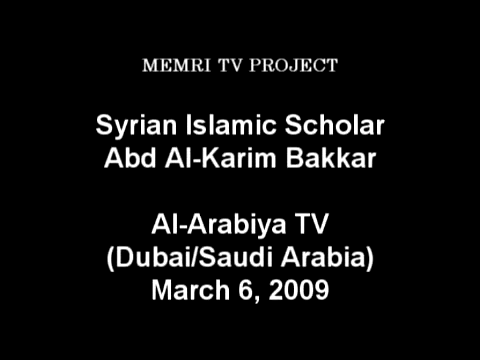 MEMRI TV PROJECT
Syrian Islamic Scholar
Abd Al-Karim Bakkar
Al-Arabiya TV
(Dubai/Saudi Arabia)
March 6, 2009